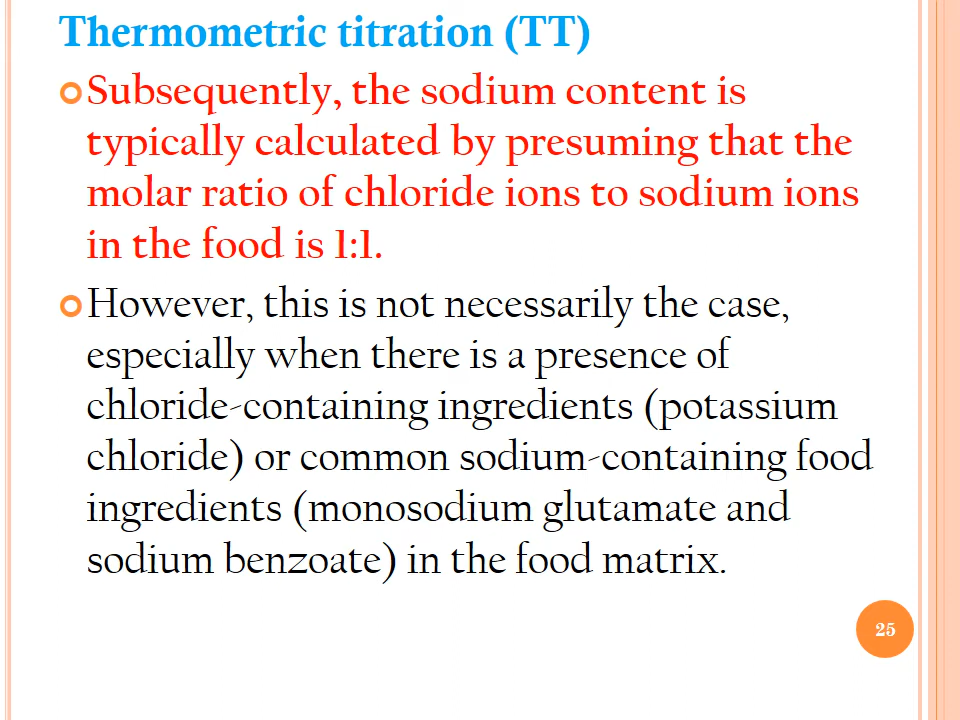 Thermometric titration (TT)
Subsequently, the sodium content is
typically calculated by presuming that the
molar ratio of chloride ions to sodium ions
in the food is 1:1.
However, this is not necessarily the case,
especially when there is a presence of
chloride-containing ingredients (potassium
chloride) or common sodium-containing food
ingredients (monosodium glutamate and
sodium benzoate) in the food matrix.
25